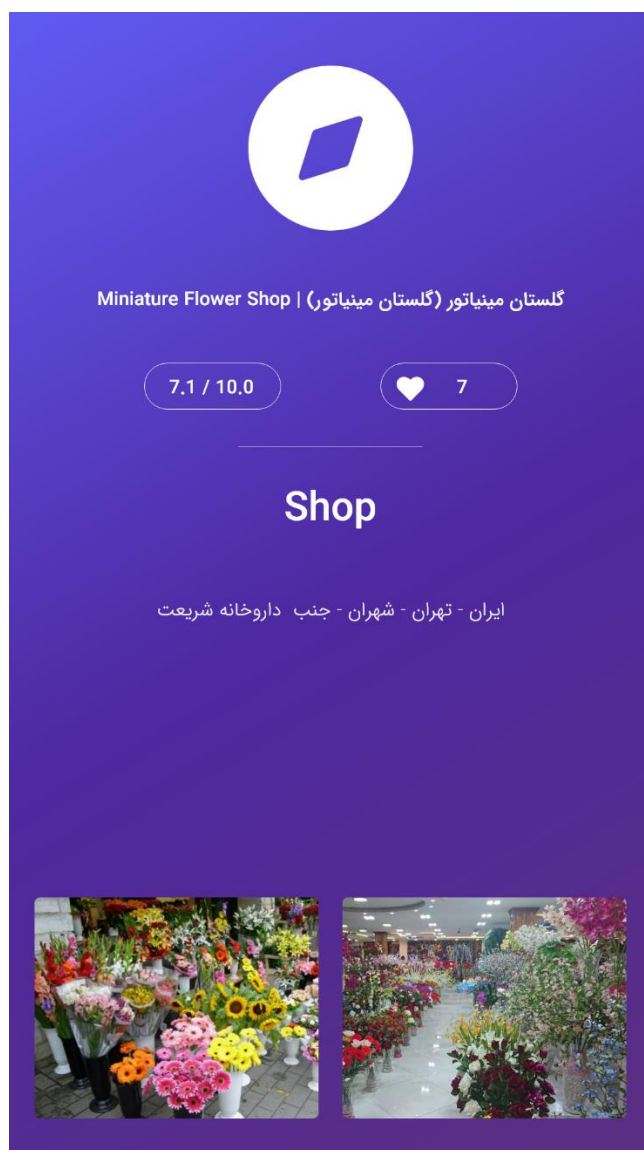 Miniature Flower Shop | گلستان مینیاتور (گلستان مینیاتور)
7.1 / 10.0
7
Shop
ایران - تهران - شهران - جنب داروخانه شریعت